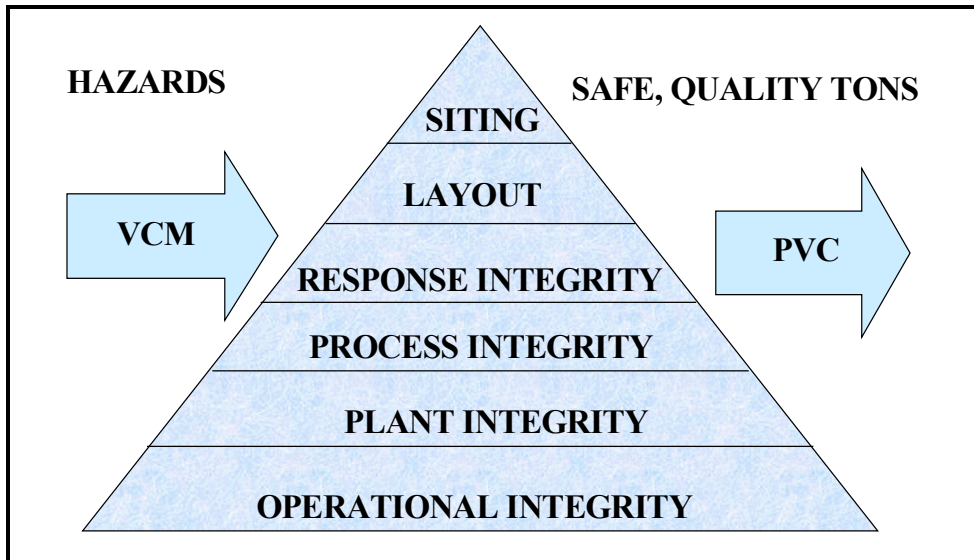 HAZARDS
SAFE, QUALITY TONS
SITING
LAYOUT
VCM
PVC
RESPONSE INTEGRITY
PROCESS INTEGRITY
PLANT INTEGRITY
OPERATIONAL INTEGRITY